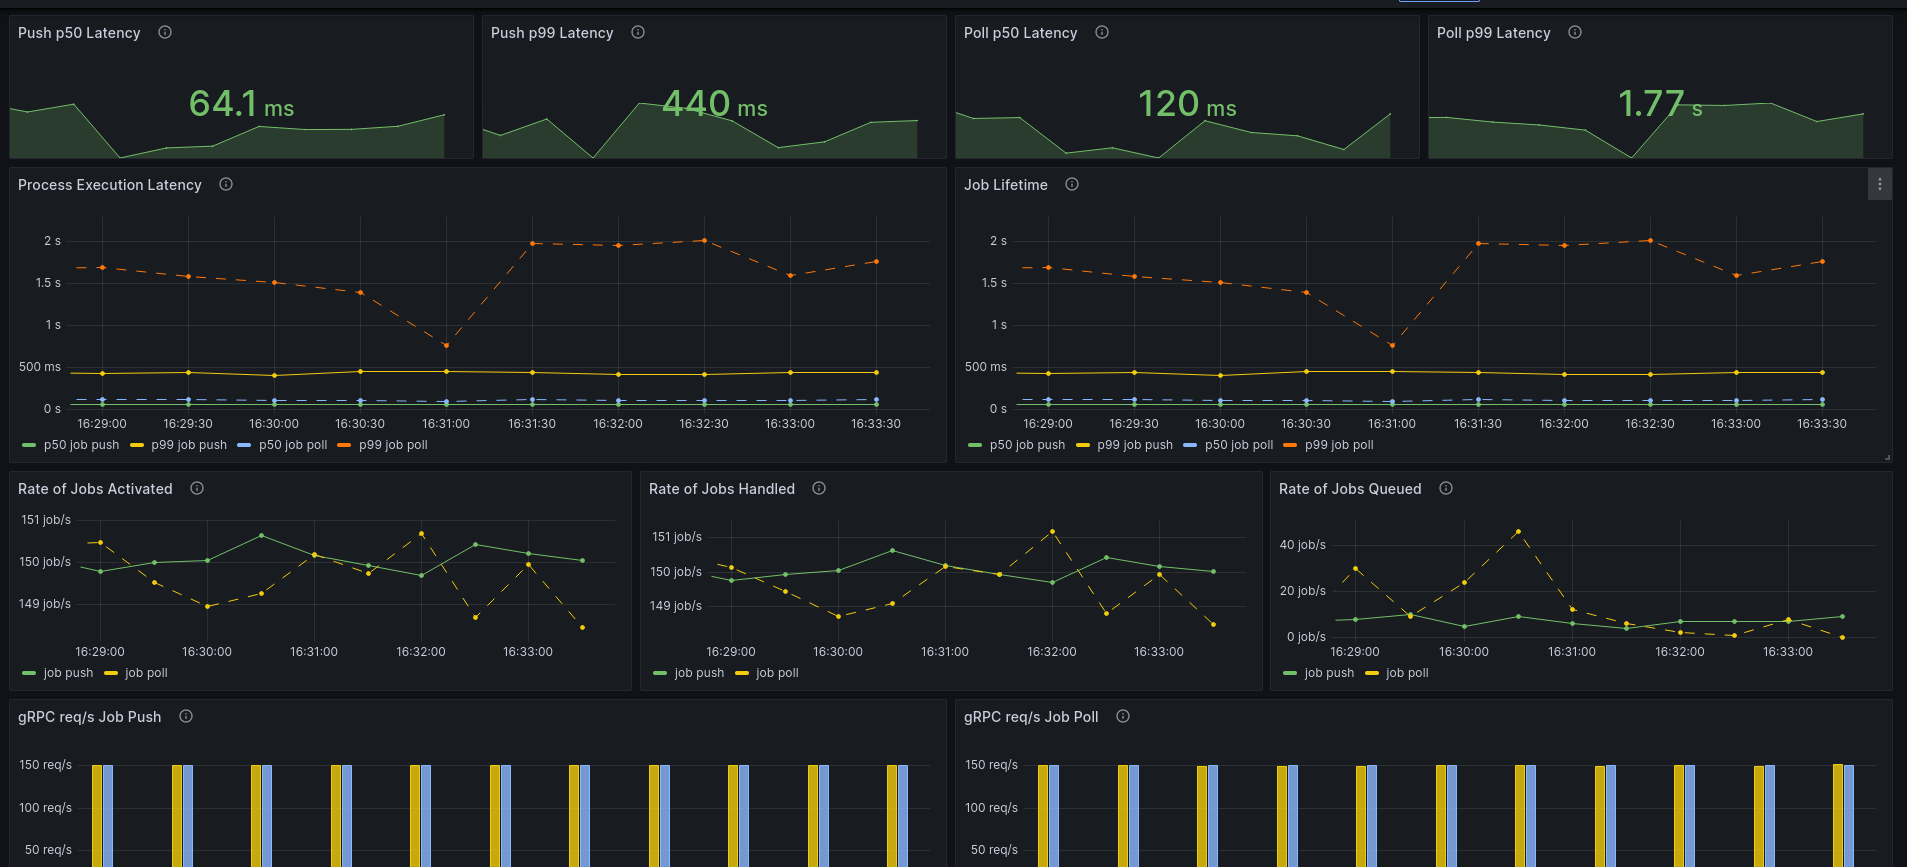 Push p50 Latency
Push p99 Latency
Poll p50 Latency
Poll p99 Latency
64.1 ms
440 ms
120 ms
1.77 s
Process Execution Latency
2 s
1.5 s
1 s
500 ms
0 s
16:29:00 16:29:30 16:30:00 16:30:30 16:31:00 16:31:30 16:32:00 16:32:30 16:33:00 16:33:30
p50 job push p99 job push p50 job poll p99 job poll
Job Lifetime
2 s
1.5 s
1 s
500 ms
0 s
16:29:00 16:29:30 16:30:00 16:30:30 16:31:00 16:31:30 16:32:00 16:32:30 16:33:00 16:33:30
p50 job push p99 job push p50 job poll p99 job poll
Rate of Jobs Activated
151 job/s
150 job/s
149 job/s
16:29:00 16:30:00 16:31:00 16:32:00 16:33:00
job push job poll
Rate of Jobs Handled
151 job/s
150 job/s
149 job/s
16:29:00 16:30:00 16:31:00 16:32:00 16:33:00
job push job poll
Rate of Jobs Queued
40 job/s
20 job/s
0 job/s
16:29:00 16:30:00 16:31:00 16:32:00 16:33:00
job push job poll
gRPC req/s Job Push
150 req/s
100 req/s
50 req/s
gRPC req/s Job Poll
150 req/s
100 req/s
50 req/s